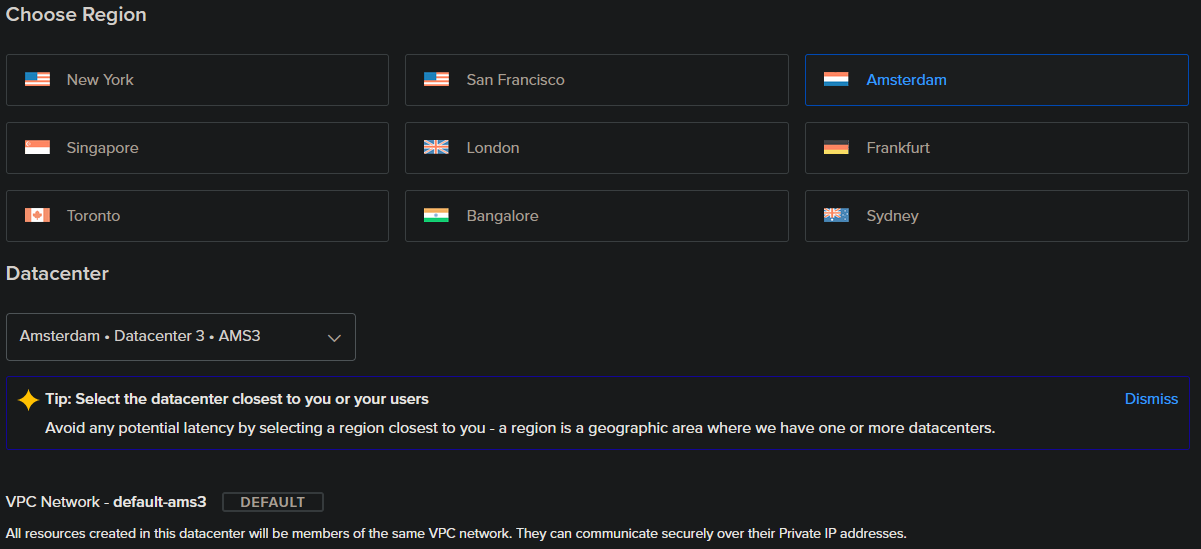 Choose Region
New York
San Francisco
Amsterdam
Singapore
London
Frankfurt
Toronto
Bangalore
Sydney
Datacenter
Amsterdam • Datacenter 3 • AMS3
Tip: Select the datacenter closest to you or your users
Dismiss
Avoid any potential latency by selecting a region closest to you - a region is a geographic area where we have one or more datacenters.
VPC Network - default-ams3 DEFAULT
All resources created in this datacenter will be members of the same VPC network. They can communicate securely over their Private IP addresses.